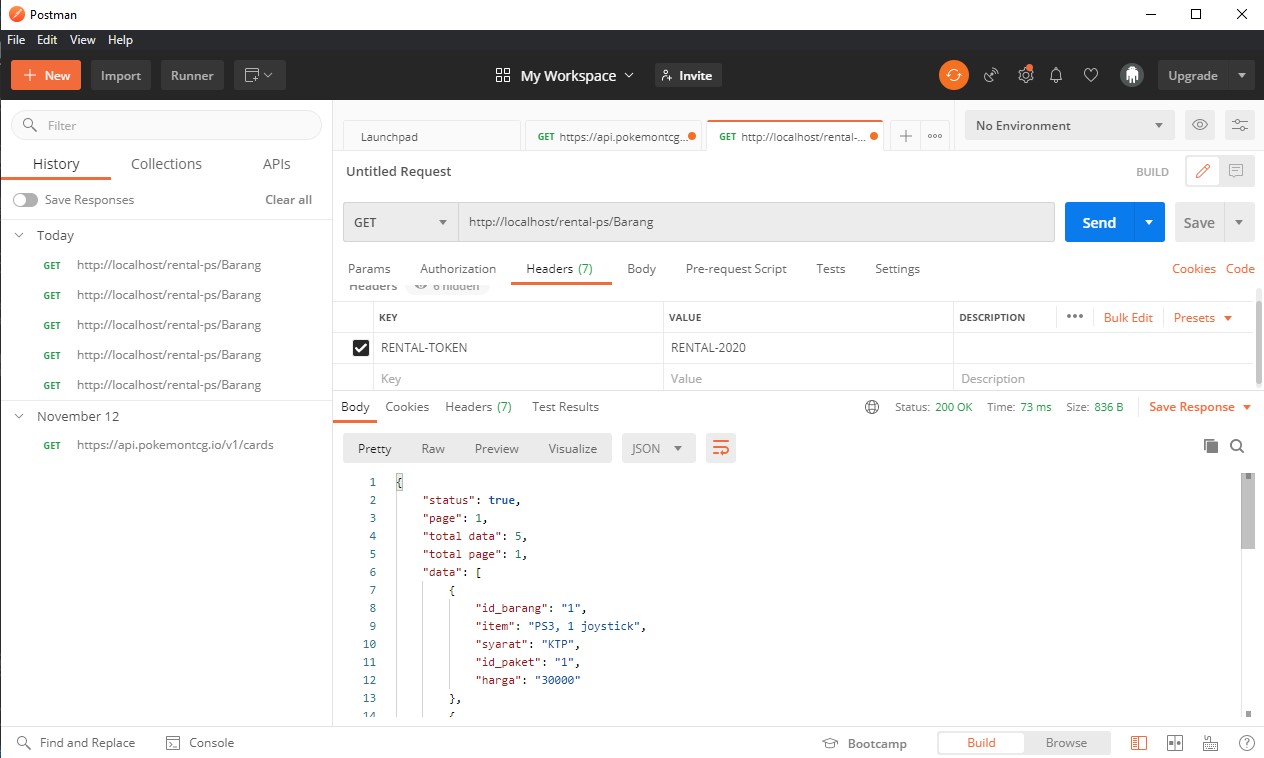 Postman
File Edit View Help
New Import Runner My Workspace Invite Upgrade
Filter
History Collections APIs
Save Responses Clear all
Today
GET http://localhost/rental-ps/Barang
GET http://localhost/rental-ps/Barang
GET http://localhost/rental-ps/Barang
GET http://localhost/rental-ps/Barang
GET http://localhost/rental-ps/Barang
November 12
GET https://api.pokemontcg.io/v1/cards
Launchpad GET https://api.pokemontcg... GET http://localhost/rental-... No Environment
Untitled Request BUILD
GET http://localhost/rental-ps/Barang Send Save
Params Authorization Headers (7) Body Pre-request Script Tests Settings Cookies Code
Headers 6 hidden
KEY VALUE DESCRIPTION Bulk Edit Presets
RENTAL-TOKEN RENTAL-2020
Key Value Description
Body Cookies Headers (7) Test Results Status: 200 OK Time: 73 ms Size: 836 B Save Response
Pretty Raw Preview Visualize JSON
1 {
2 "status": true,
3 "page": 1,
4 "total data": 5,
5 "total page": 1,
6 "data": [
7 {
8 "id_barang": "1",
9 "item": "PS3, 1 joystick",
10 "syarat": "KTP",
11 "id_paket": "1",
12 "harga": "30000"
13 },
14 {
Find and Replace Console Bootcamp Build Browse